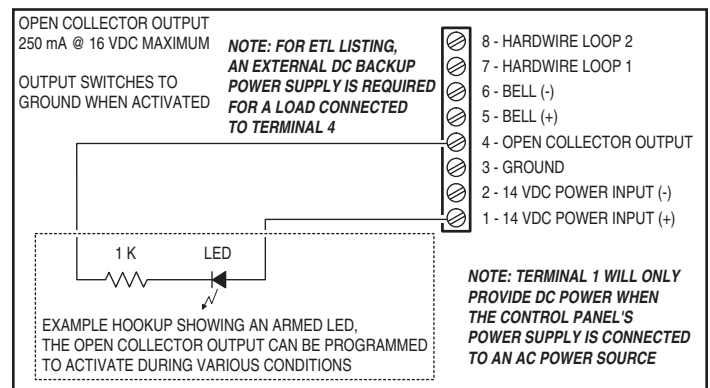 OPEN COLLECTOR OUTPUT
250 mA @ 16 VDC MAXIMUM
OUTPUT SWITCHES TO
GROUND WHEN ACTIVATED
NOTE: FOR ETL LISTING,
AN EXTERNAL DC BACKUP
POWER SUPPLY IS REQUIRED
FOR A LOAD CONNECTED
TO TERMINAL 4
8 - HARDWIRE LOOP 2
7 - HARDWIRE LOOP 1
6 - BELL (-)
5 - BELL (+)
4 - OPEN COLLECTOR OUTPUT
3 - GROUND
2 - 14 VDC POWER INPUT (-)
1 - 14 VDC POWER INPUT (+)
1 K
LED
EXAMPLE HOOKUP SHOWING AN ARMED LED,
THE OPEN COLLECTOR OUTPUT CAN BE PROGRAMMED
TO ACTIVATE DURING VARIOUS CONDITIONS
NOTE: TERMINAL 1 WILL ONLY
PROVIDE DC POWER WHEN
THE CONTROL PANEL'S
POWER SUPPLY IS CONNECTED
TO AN AC POWER SOURCE